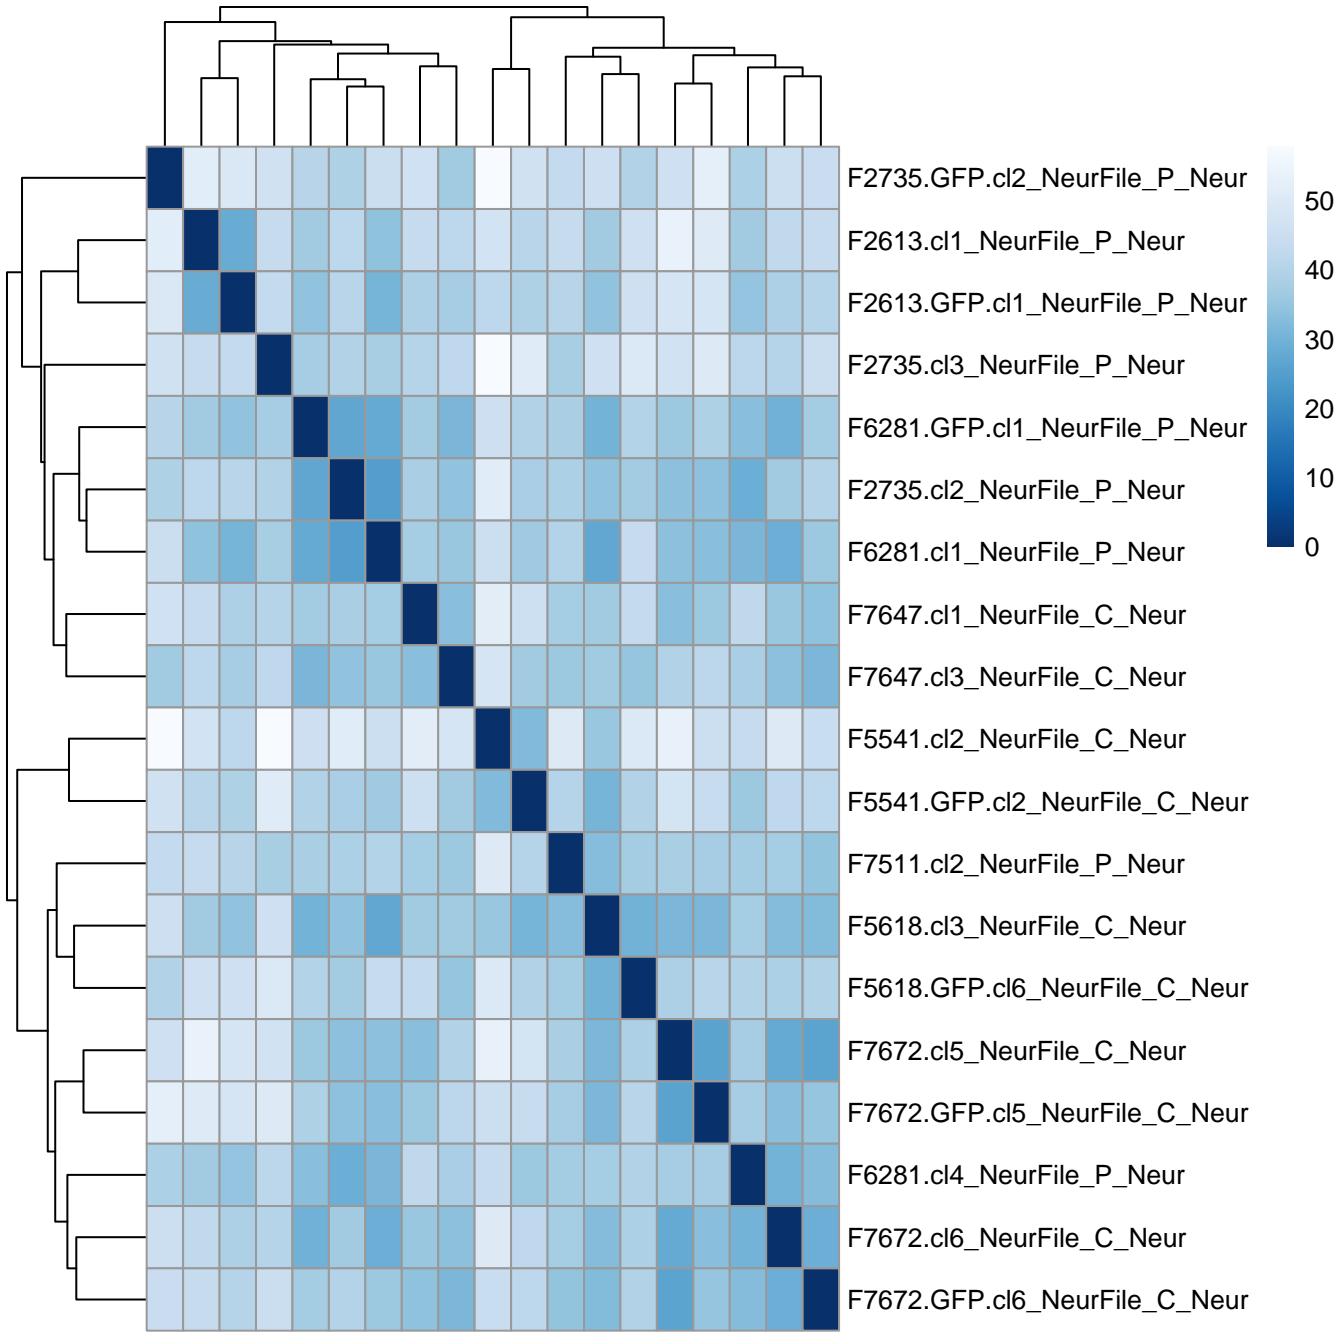 F2735.GFP.cl2_NeurFile_P_Neur
F2613.cl1_NeurFile_P_Neur
F2613.GFP.cl1_NeurFile_P_Neur
F2735.cl3_NeurFile_P_Neur
F6281.GFP.cl1_NeurFile_P_Neur
F2735.cl2_NeurFile_P_Neur
F6281.cl1_NeurFile_P_Neur
F7647.cl1_NeurFile_C_Neur
F7647.cl3_NeurFile_C_Neur
F5541.cl2_NeurFile_C_Neur
F5541.GFP.cl2_NeurFile_C_Neur
F7511.cl2_NeurFile_P_Neur
F5618.cl3_NeurFile_C_Neur
F5618.GFP.cl6_NeurFile_C_Neur
F7672.cl5_NeurFile_C_Neur
F7672.GFP.cl5_NeurFile_C_Neur
F6281.cl4_NeurFile_P_Neur
F7672.cl6_NeurFile_C_Neur
F7672.GFP.cl6_NeurFile_C_Neur
50
40
30
20
10
0